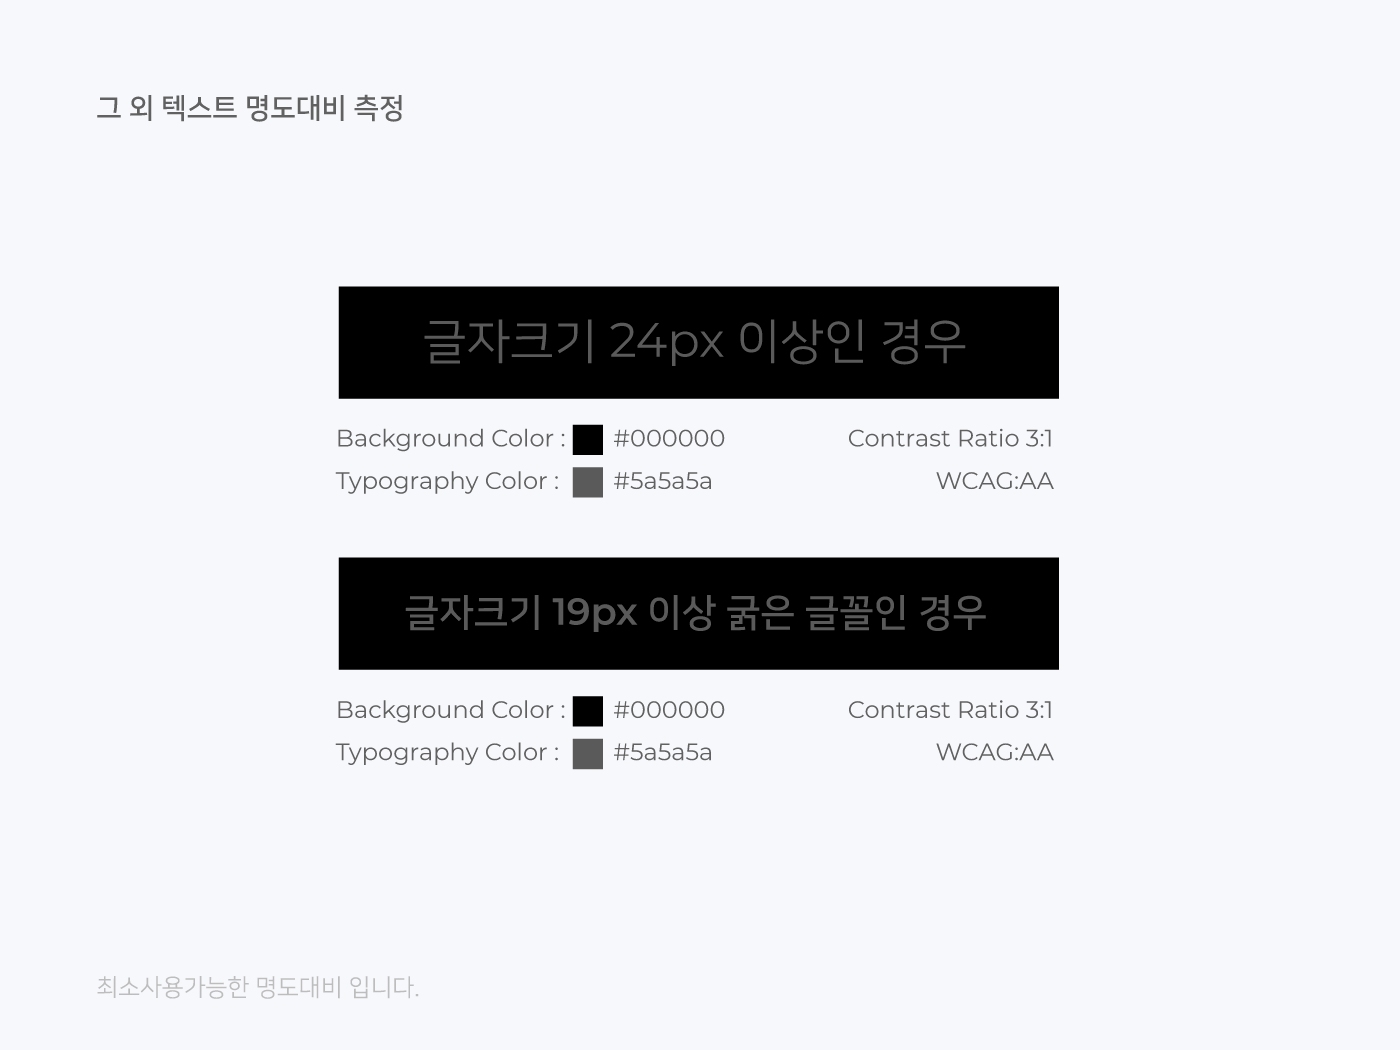 그 외 텍스트 명도대비 측정
글자크기 24px 이상인 경우
Background Color : #000000 Contrast Ratio 3:1
Typography Color : #5a5a5a WCAG:AA
글자크기 19px 이상 굵은 글꼴인 경우
Background Color : #000000 Contrast Ratio 3:1
Typography Color : #5a5a5a WCAG:AA
최소사용가능한 명도대비 입니다.